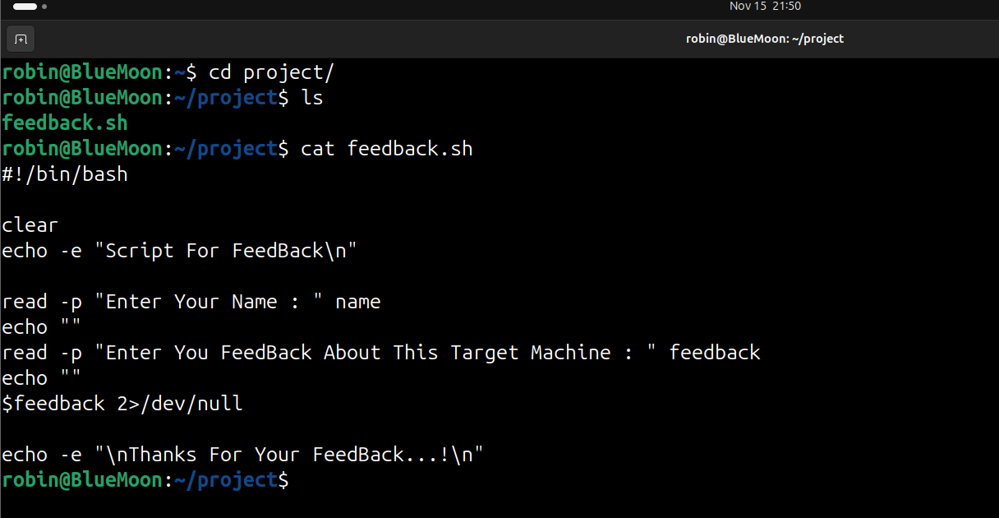 Nov 15 21:50
robin@BlueMoon: ~/project
robin@BlueMoon:~$ cd project/
robin@BlueMoon:~/project$ ls
feedback.sh
robin@BlueMoon:~/project$ cat feedback.sh
#!/bin/bash
clear
echo -e "Script For FeedBack\n"
read -p "Enter Your Name : " name
echo ""
read -p "Enter You FeedBack About This Target Machine : " feedback
echo ""
$feedback 2>/dev/null
echo -e "\nThanks For Your FeedBack...!\n"
robin@BlueMoon:~/project$